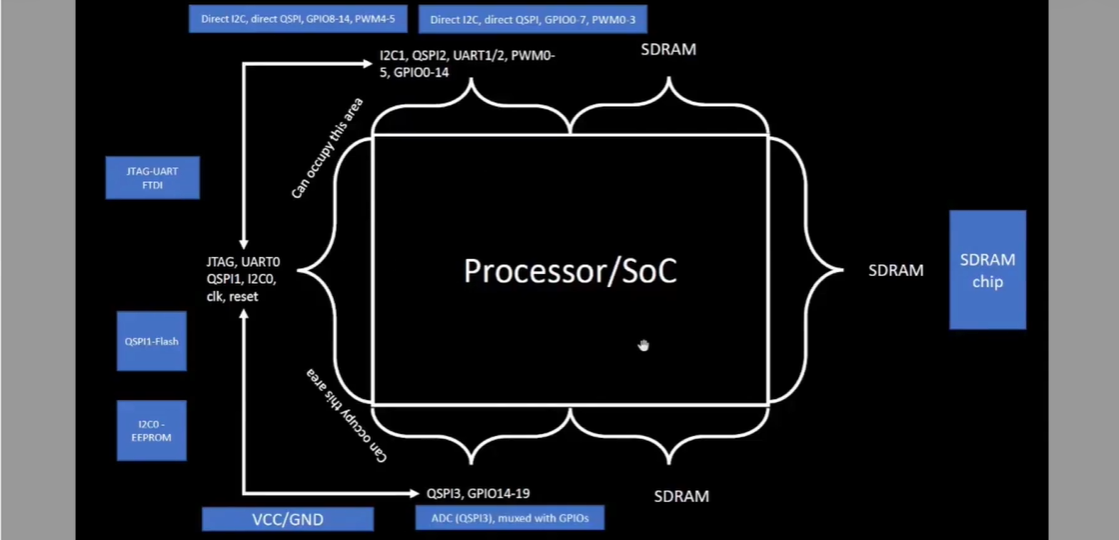 Direct I2C, direct QSPI, GPIO8-14, PWM4-5
Direct I2C, direct QSPI, GPIO0-7, PWM0-3
I2C1, QSPI2, UART1/2, PWM0-
5, GPIO0-14
SDRAM
Can occupy this area
JTAG-UART
FTDI
JTAG, UART0
QSPI1, I2C0,
clk, reset
Processor/SoC
SDRAM
SDRAM
chip
QSPI1-Flash
I2C0 -
EEPROM
Can occupy this area
QSPI3, GPIO14-19
SDRAM
VCC/GND
ADC (QSPI3), muxed with GPIOs